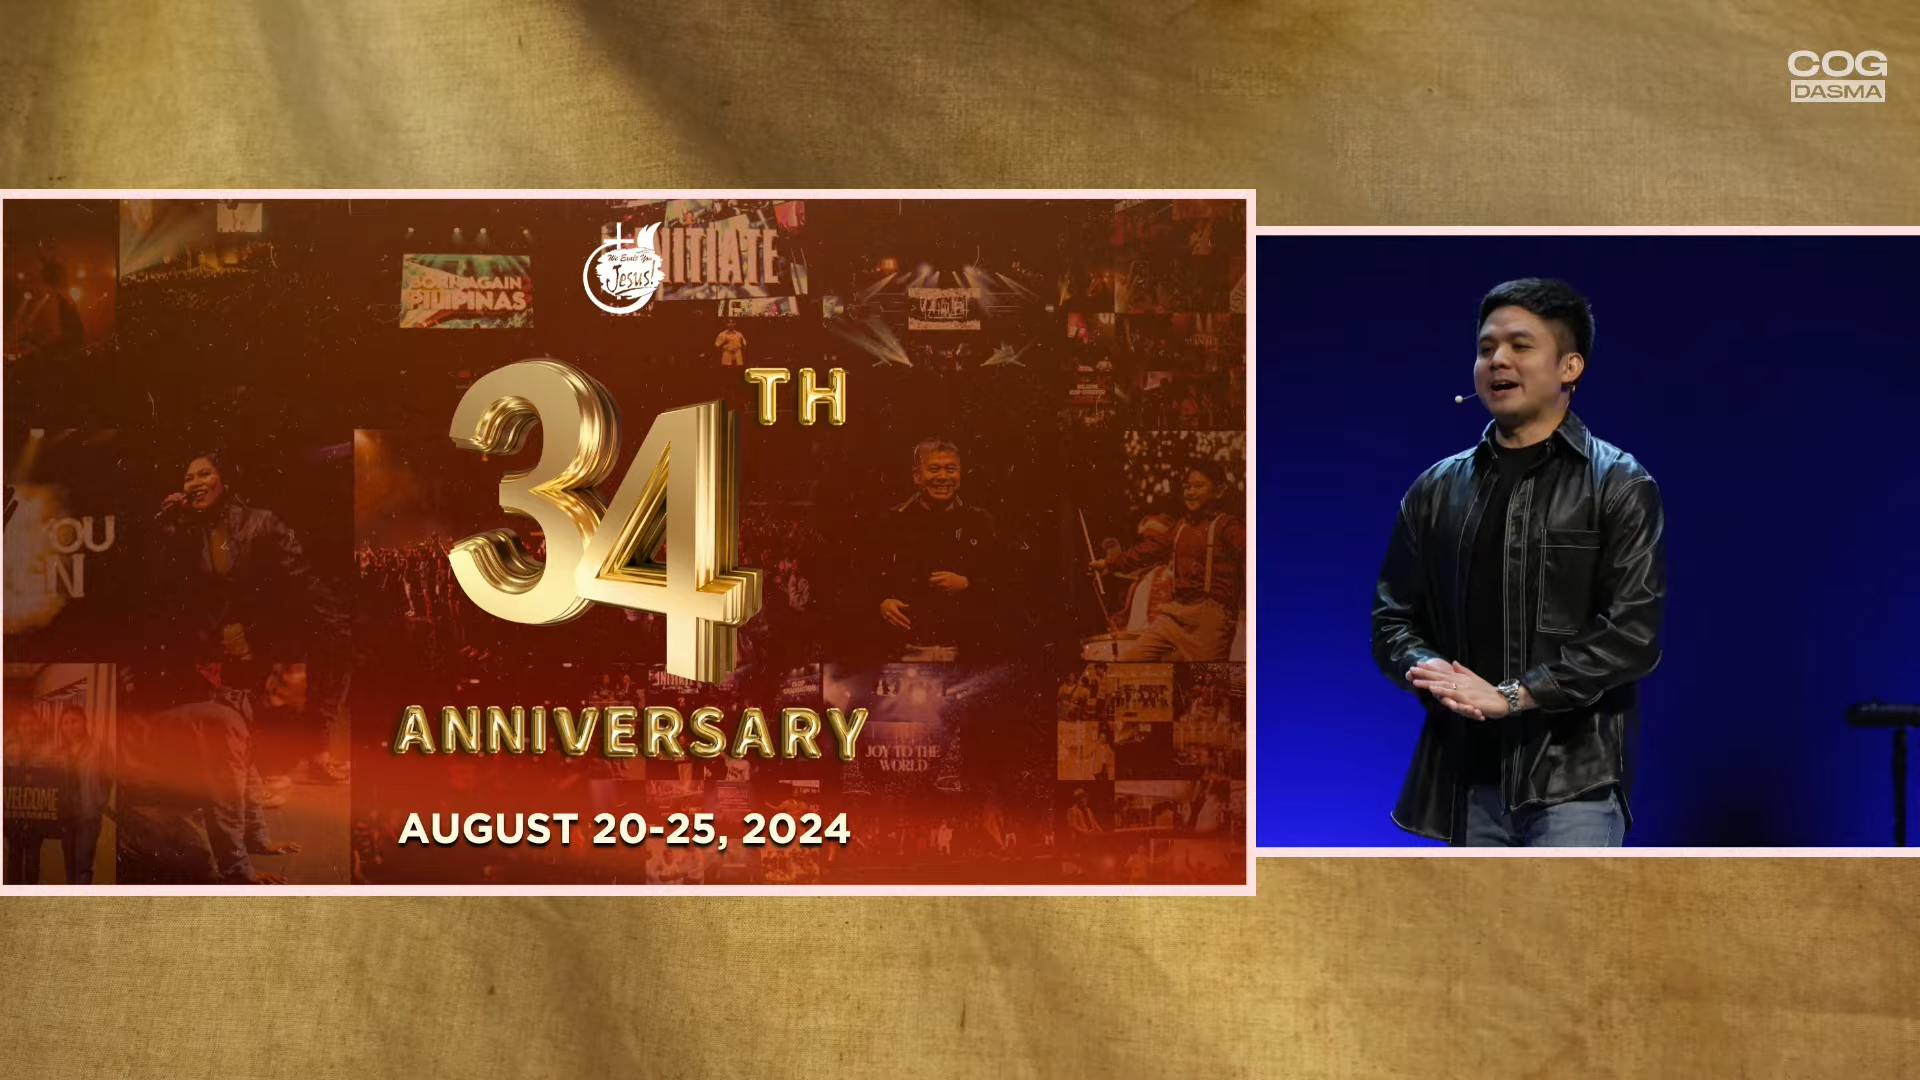 COG
DASMA
INITIATE
We Exalt You
Jesus!
BORN AGAIN
PILIPINAS
34TH
YOU
ANNIVERSARY
JOY TO THE
WORLD
WELCOME
AUGUST 20-25, 2024